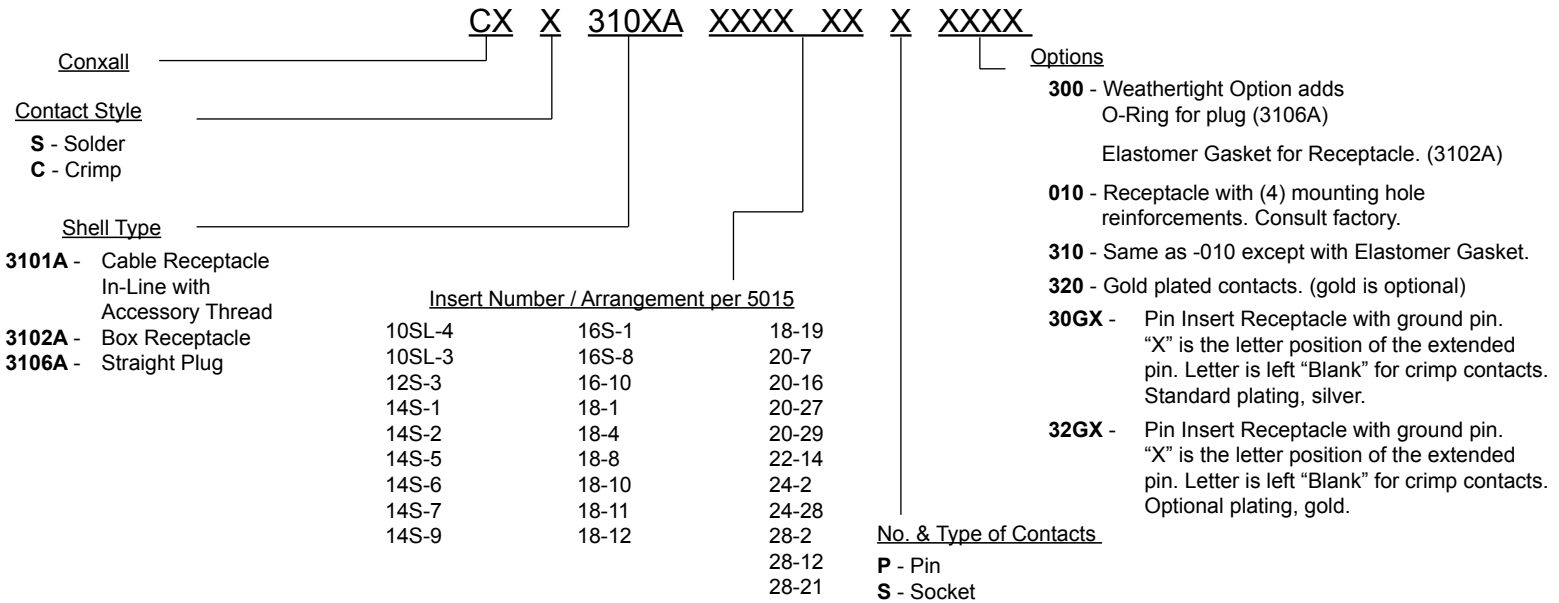 CX X 310XA XXXX XX X XXXX
Conxall
Contact Style
S - Solder
C - Crimp
Shell Type
3101A - Cable Receptacle
In-Line with
Accessory Thread
3102A - Box Receptacle
3106A - Straight Plug
Insert Number / Arrangement per 5015
10SL-4 16S-1 18-19
10SL-3 16S-8 20-7
12S-3 16-10 20-16
14S-1 18-1 20-27
14S-2 18-4 20-29
14S-5 18-8 22-14
14S-6 18-10 24-2
14S-7 18-11 24-28
14S-9 18-12 28-2
28-12
28-21
No. & Type of Contacts
P - Pin
S - Socket
Options
300 - Weathertight Option adds
O-Ring for plug (3106A)
Elastomer Gasket for Receptacle. (3102A)
010 - Receptacle with (4) mounting hole
reinforcements. Consult factory.
310 - Same as -010 except with Elastomer Gasket.
320 - Gold plated contacts. (gold is optional)
30GX - Pin Insert Receptacle with ground pin.
“X” is the letter position of the extended
pin. Letter is left “Blank” for crimp contacts.
Standard plating, silver.
32GX - Pin Insert Receptacle with ground pin.
“X” is the letter position of the extended
pin. Letter is left “Blank” for crimp contacts.
Optional plating, gold.